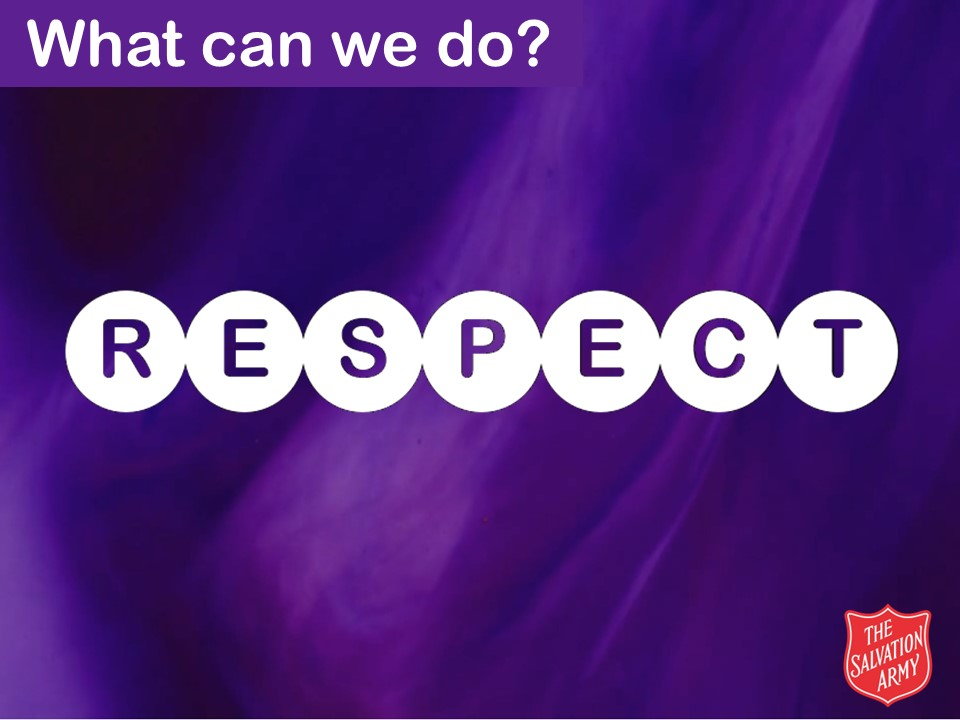 What can we do?
RESPECT
THE
SALVATION
ARMY